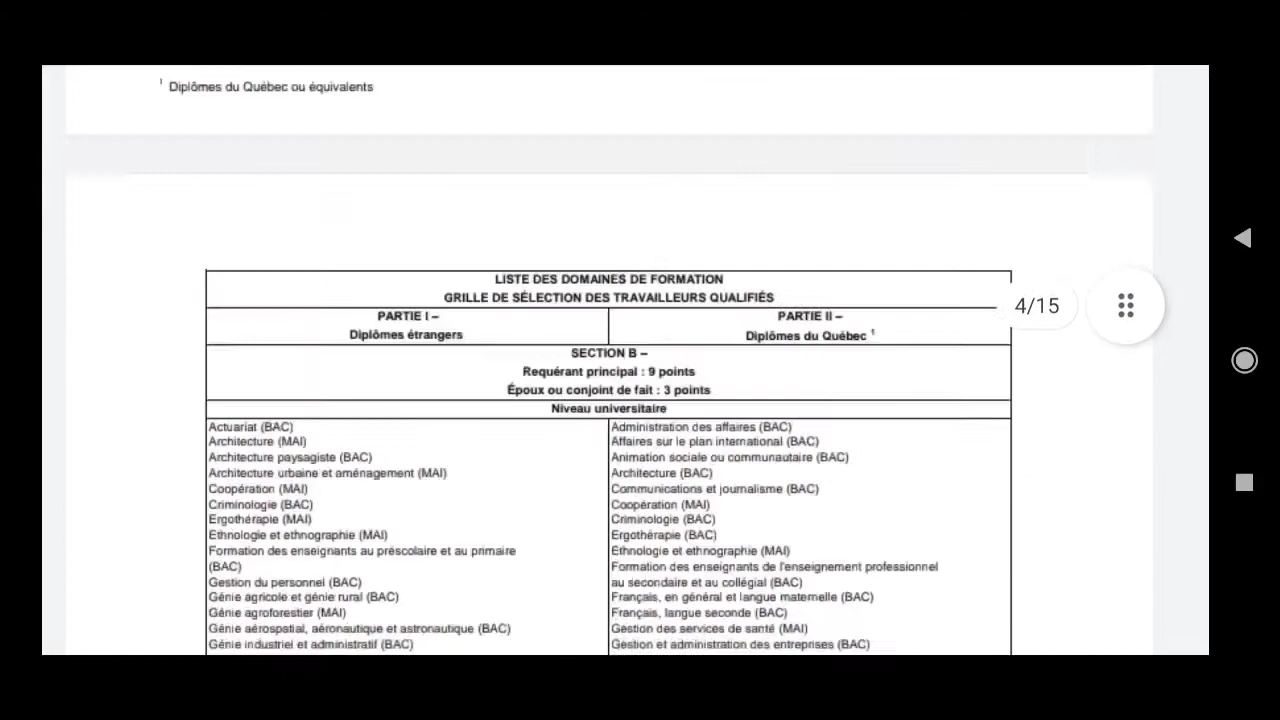 1 Diplômes du Québec ou équivalents
LISTE DES DOMAINES DE FORMATION
GRILLE DE SÉLECTION DES TRAVAILLEURS QUALIFIÉS
PARTIE I –
Diplômes étrangers
PARTIE II –
Diplômes du Québec 1
4/15
SECTION B –
Requérant principal : 9 points
Époux ou conjoint de fait : 3 points
Niveau universitaire
Actuariat (BAC)
Architecture (MAI)
Architecture paysagiste (BAC)
Architecture urbaine et aménagement (MAI)
Coopération (MAI)
Criminologie (BAC)
Ergothérapie (MAI)
Ethnologie et ethnographie (MAI)
Formation des enseignants au préscolaire et au primaire
(BAC)
Gestion du personnel (BAC)
Génie agricole et génie rural (BAC)
Génie agroforestier (MAI)
Génie aérospatial, aéronautique et astronautique (BAC)
Génie industriel et administratif (BAC)
Administration des affaires (BAC)
Affaires sur le plan international (BAC)
Animation sociale ou communautaire (BAC)
Architecture (BAC)
Communications et journalisme (BAC)
Coopération (MAI)
Criminologie (BAC)
Ergothérapie (BAC)
Ethnologie et ethnographie (MAI)
Formation des enseignants de l'enseignement professionnel
au secondaire et au collégial (BAC)
Français, en général et langue maternelle (BAC)
Français, langue seconde (BAC)
Gestion des services de santé (MAI)
Gestion et administration des entreprises (BAC)